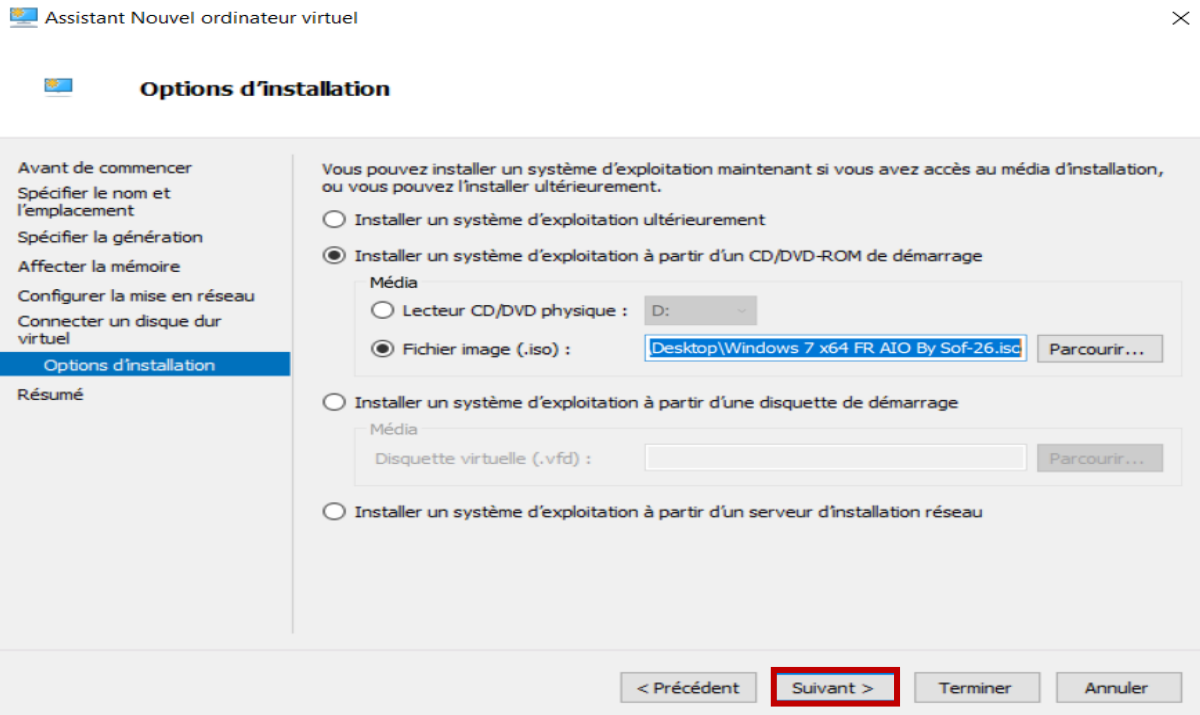 Assistant Nouvel ordinateur virtuel
Options d'installation
Avant de commencer
Spécifier le nom et
l'emplacement
Spécifier la génération
Affecter la mémoire
Configurer la mise en réseau
Connecter un disque dur
virtuel
Options d'installation
Résumé
Vous pouvez installer un système d'exploitation maintenant si vous avez accès au média d'installation,
ou vous pouvez l'installer ultérieurement.
Installer un système d'exploitation ultérieurement
Installer un système d'exploitation à partir d'un CD/DVD-ROM de démarrage
Média
Lecteur CD/DVD physique :
D:
Fichier image (.iso) :
\Desktop\Windows 7 x64 FR AIO By Sof-26.iso
Parcourir...
Installer un système d'exploitation à partir d'une disquette de démarrage
Média
Disquette virtuelle (.vfd) :
Parcourir...
Installer un système d'exploitation à partir d'un serveur d'installation réseau
< Précédent
Suivant >
Terminer
Annuler